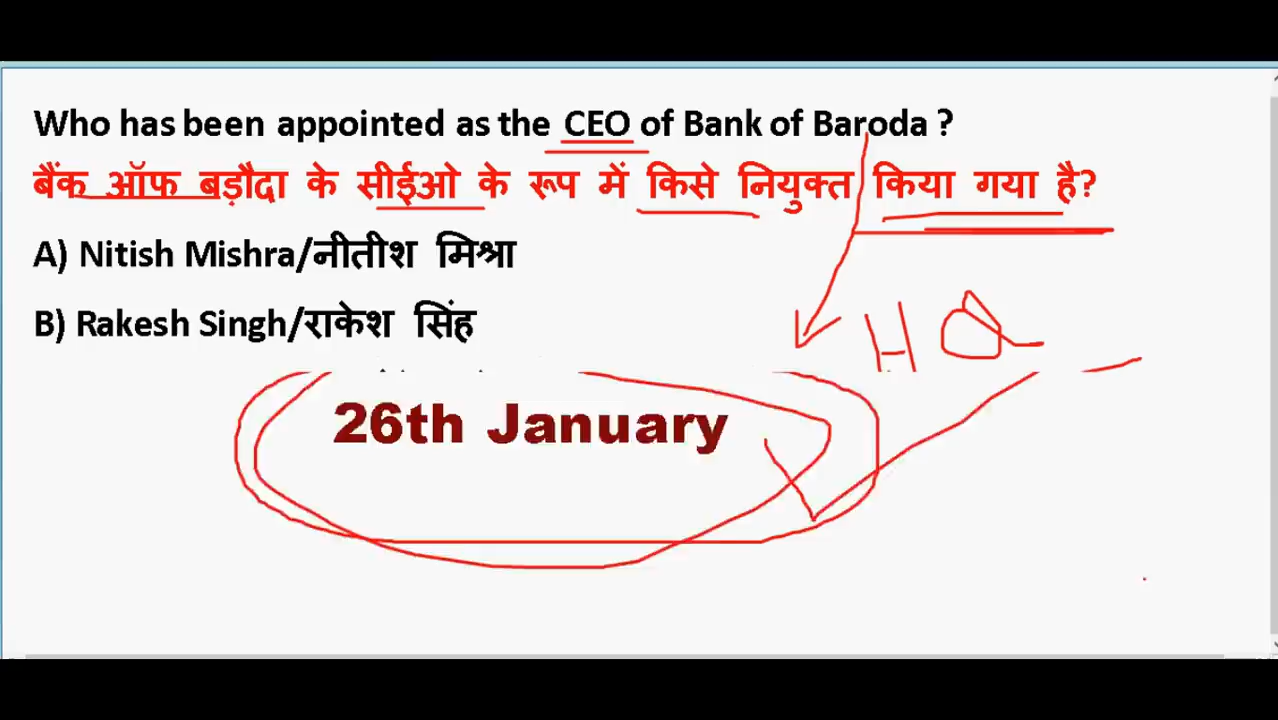 Who has been appointed as the CEO of Bank of Baroda ?
बैंक ऑफ बड़ौदा के सीईओ के रूप में किसे नियुक्त किया गया है?
A) Nitish Mishra/नीतीश मिश्रा
B) Rakesh Singh/राकेश सिंह
HQ
26th January